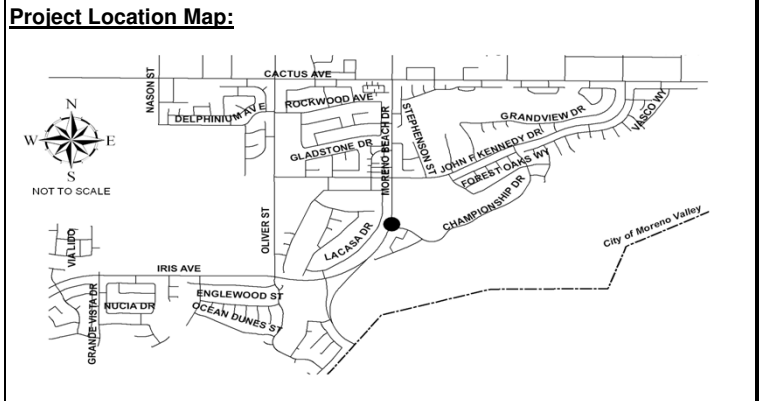 Project Location Map:
CACTUS AVE
NASON ST
ROCKWOOD AVE
DELPHINIUM AVE
MORENO BEACH DR
STEPHENSON ST
GRANDVIEW DR
VASCO WY
N
W E
S
NOT TO SCALE
GLADSTONE DR
JOHN F KENNEDY DR
FOREST OAKS WY
CHAMPIONSHIP DR
OLIVER ST
LACASA DR
City of Moreno Valley
VIA LIDO
IRIS AVE
ENGLEWOOD ST
NUCIA DR
OCEAN DUNES ST
GRANDE VISTA DR